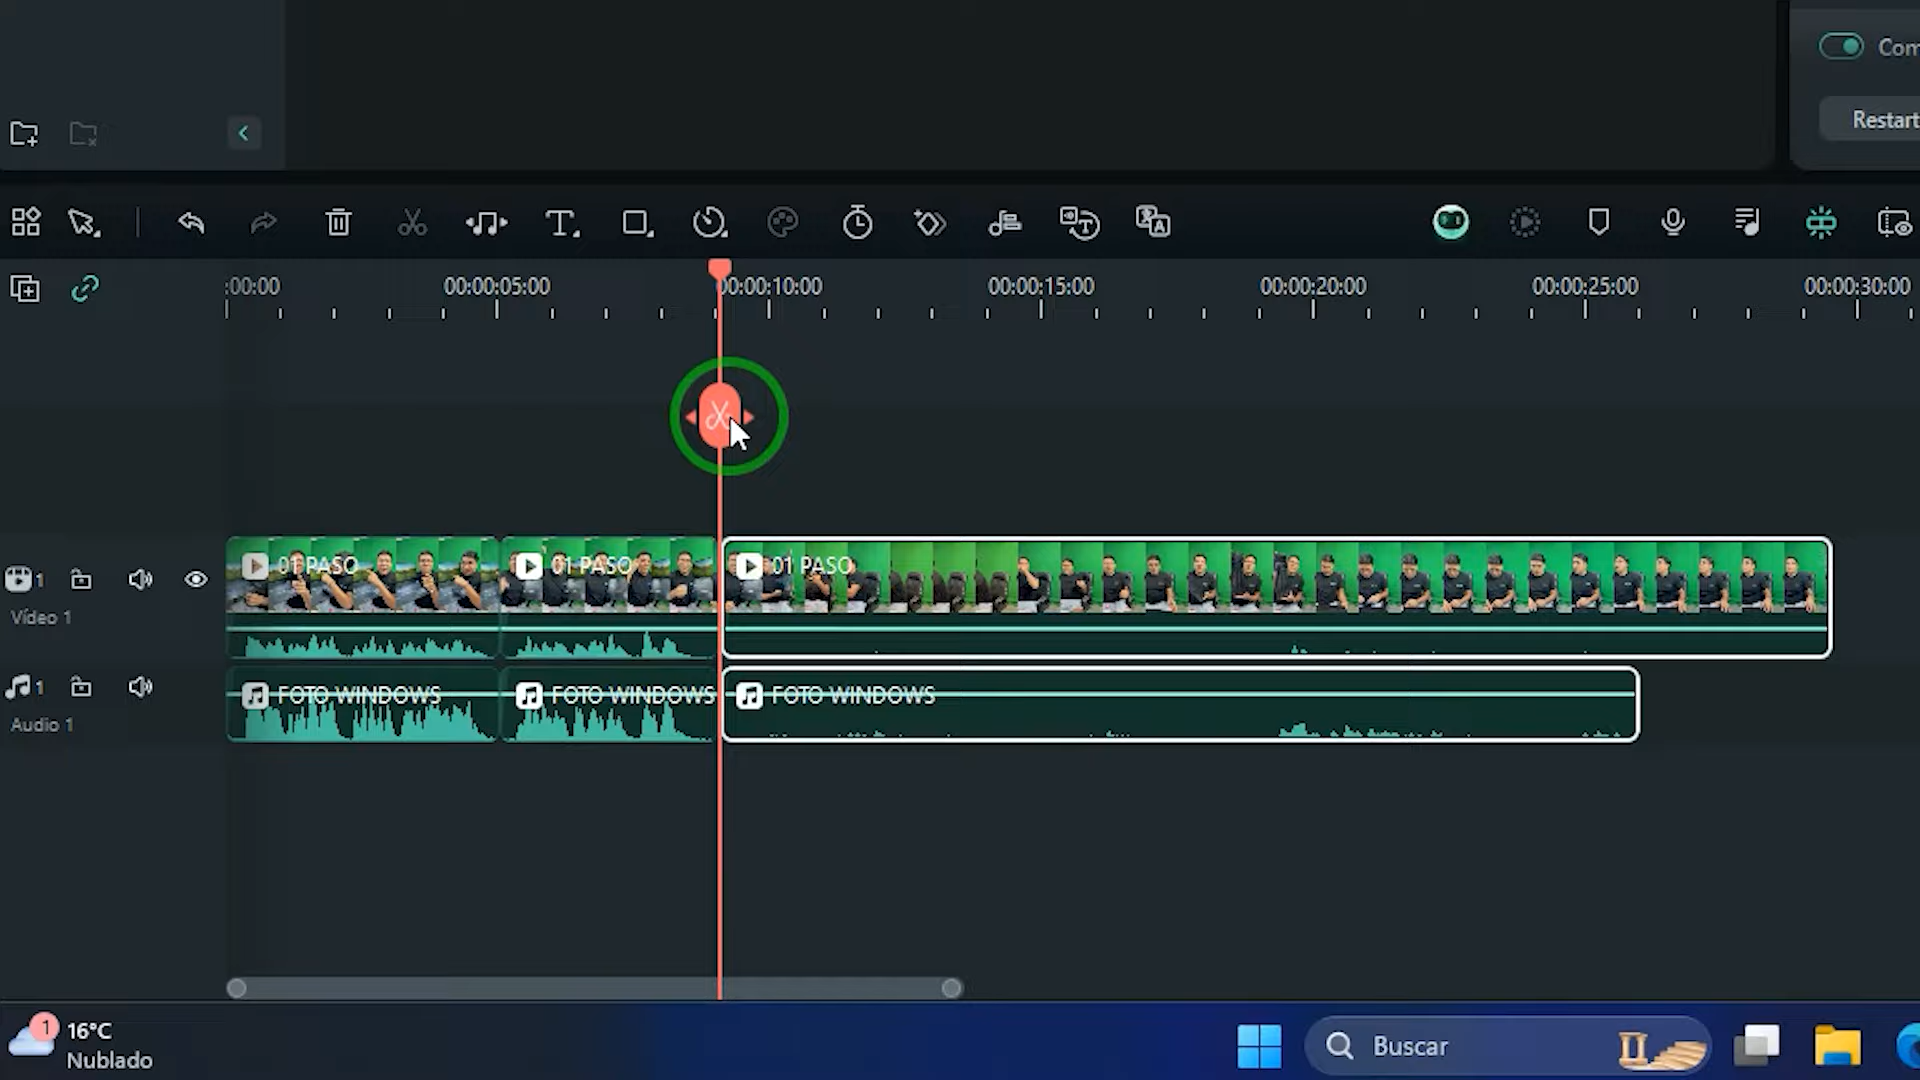 Com
Restart
:00:00
00:00:05:00
00:00:10:00
00:00:15:00
00:00:20:00
00:00:25:00
00:00:30:00
01 PASO
01 PASO
01 PASO
1
Vídeo 1
FOTO WINDOWS
FOTO WINDOWS
FOTO WINDOWS
1
Audio 1
1
16°C
Nublado
Buscar